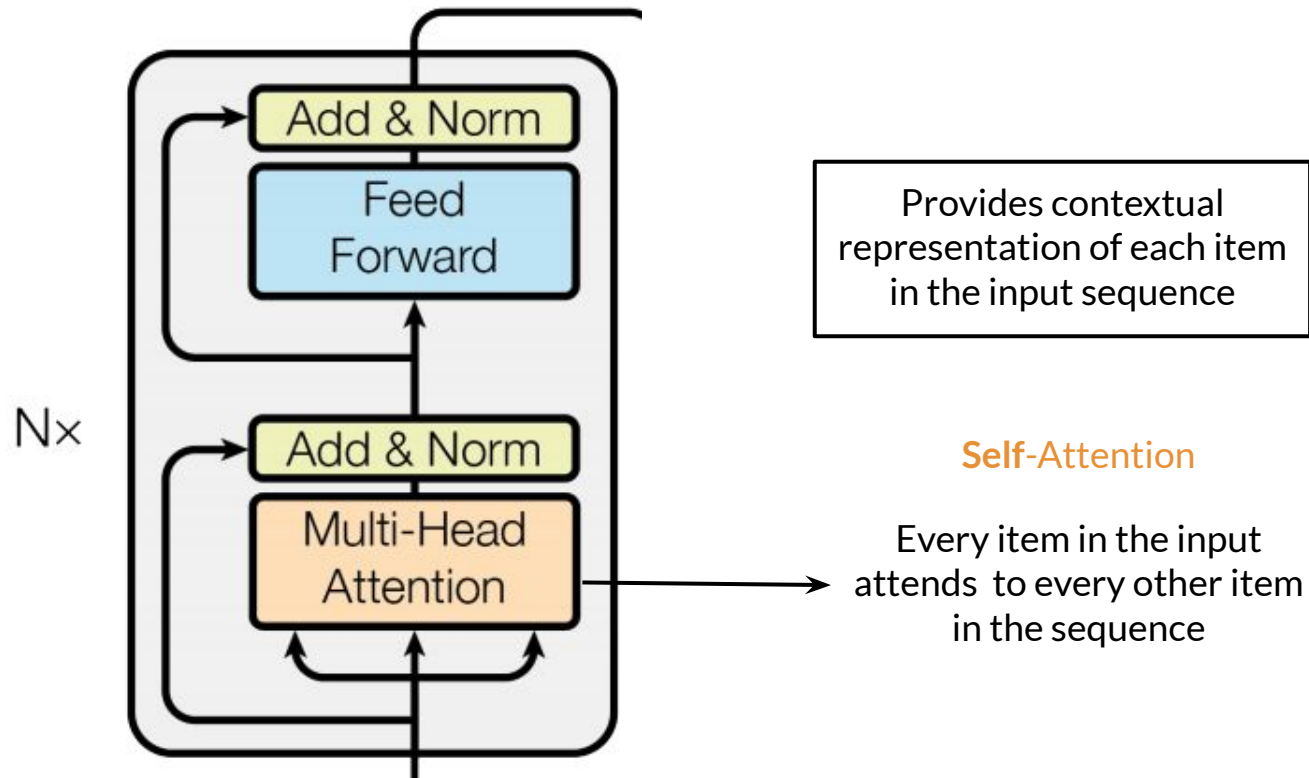 Add & Norm
Feed
Forward
Nx
Add & Norm
Multi-Head
Attention
Provides contextual
representation of each item
in the input sequence
Self-Attention
Every item in the input
attends to every other item
in the sequence